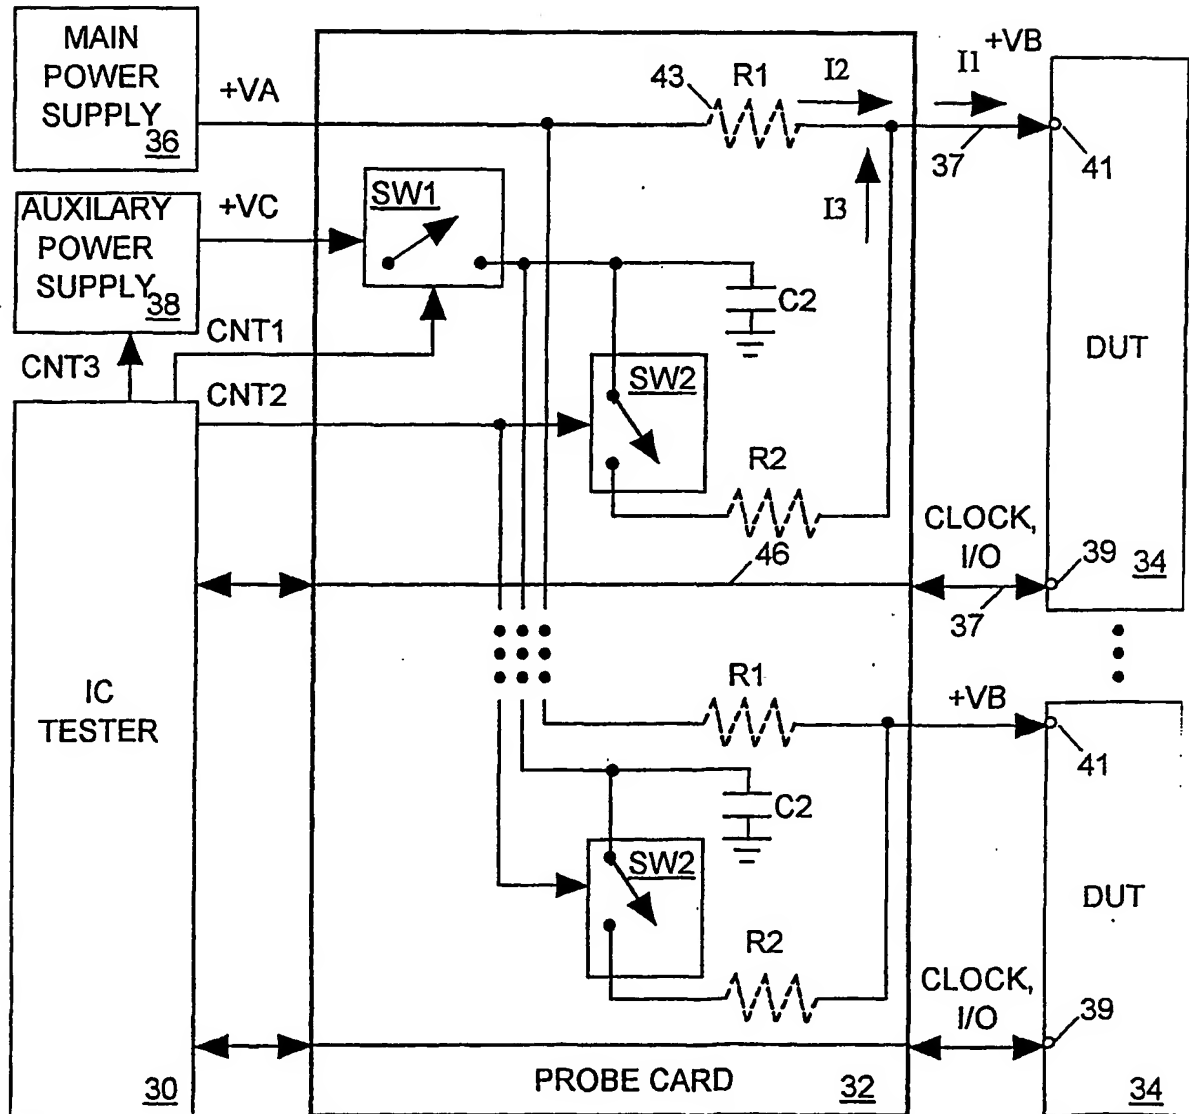 MAIN
POWER
SUPPLY
36
+VA
43
R1
I2
I1
+VB
37
41
AUXILARY
POWER
SUPPLY
38
+VC
SW1
I3
C2
DUT
CNT3
CNT1
CNT2
SW2
R2
46
CLOCK,
I/O
37
39
34
IC
TESTER
R1
+VB
41
C2
SW2
DUT
R2
CLOCK,
I/O
39
30
PROBE CARD
32
34